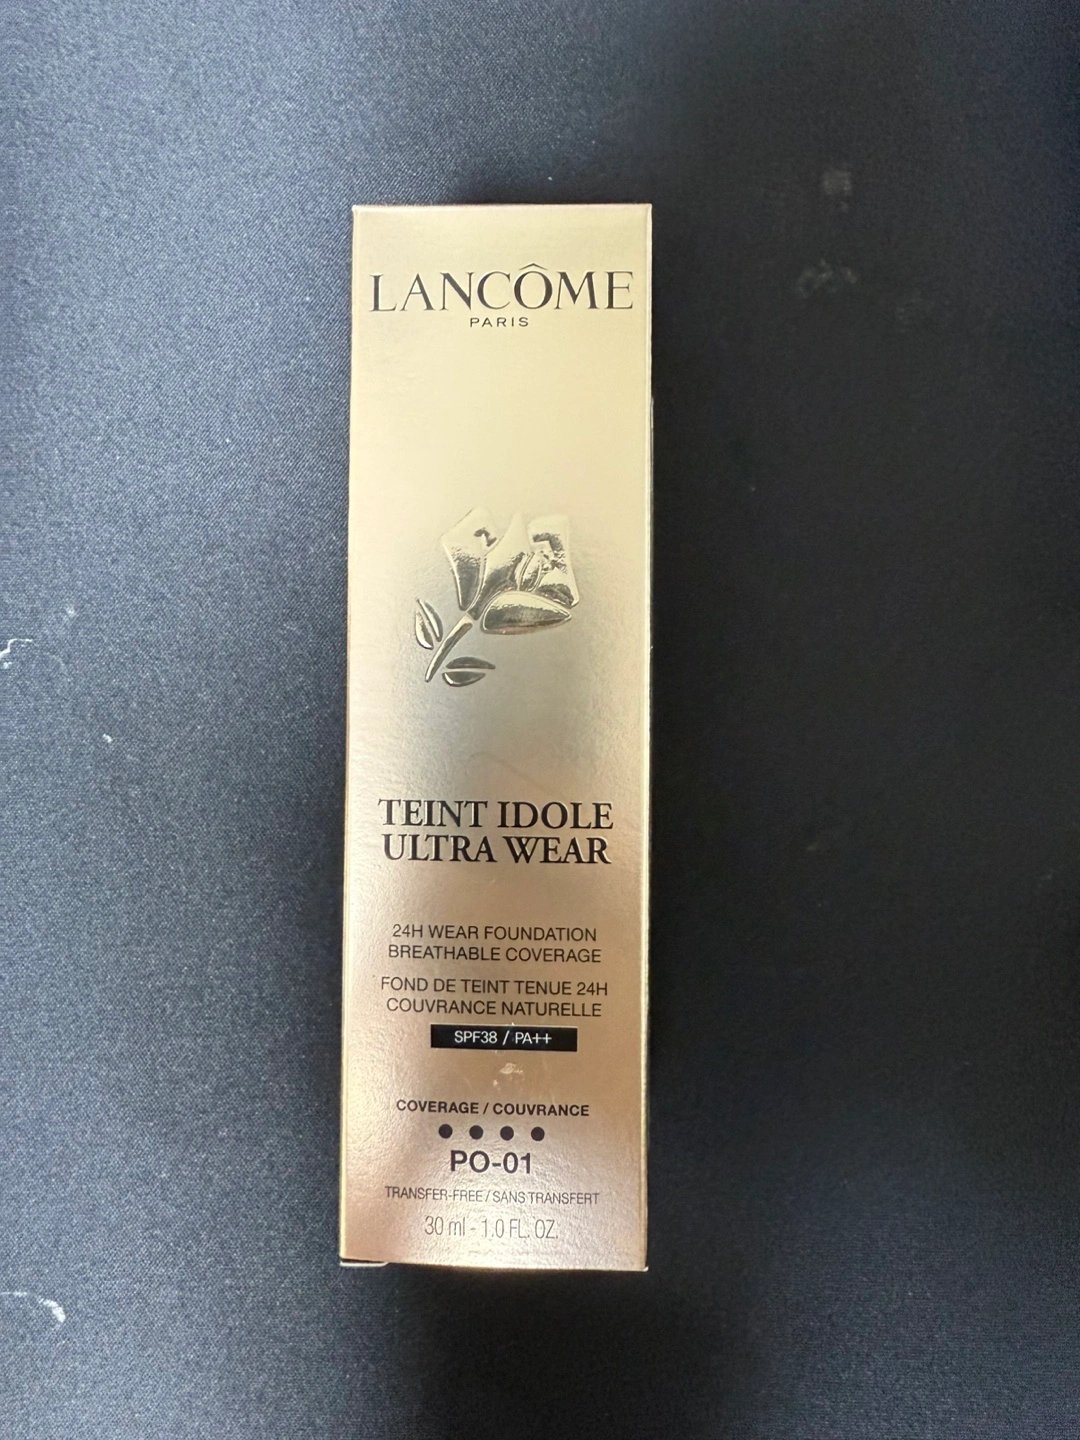 LANCÔME
PARIS
TEINT IDOLE
ULTRA WEAR
24H WEAR FOUNDATION
BREATHABLE COVERAGE
FOND DE TEINT TENUE 24H
COUVRANCE NATURELLE
SPF38 / PA++
COVERAGE / COUVRANCE
PO-01
TRANSFER-FREE / SANS TRANSFERT
30 ml - 1.0 FL. OZ.